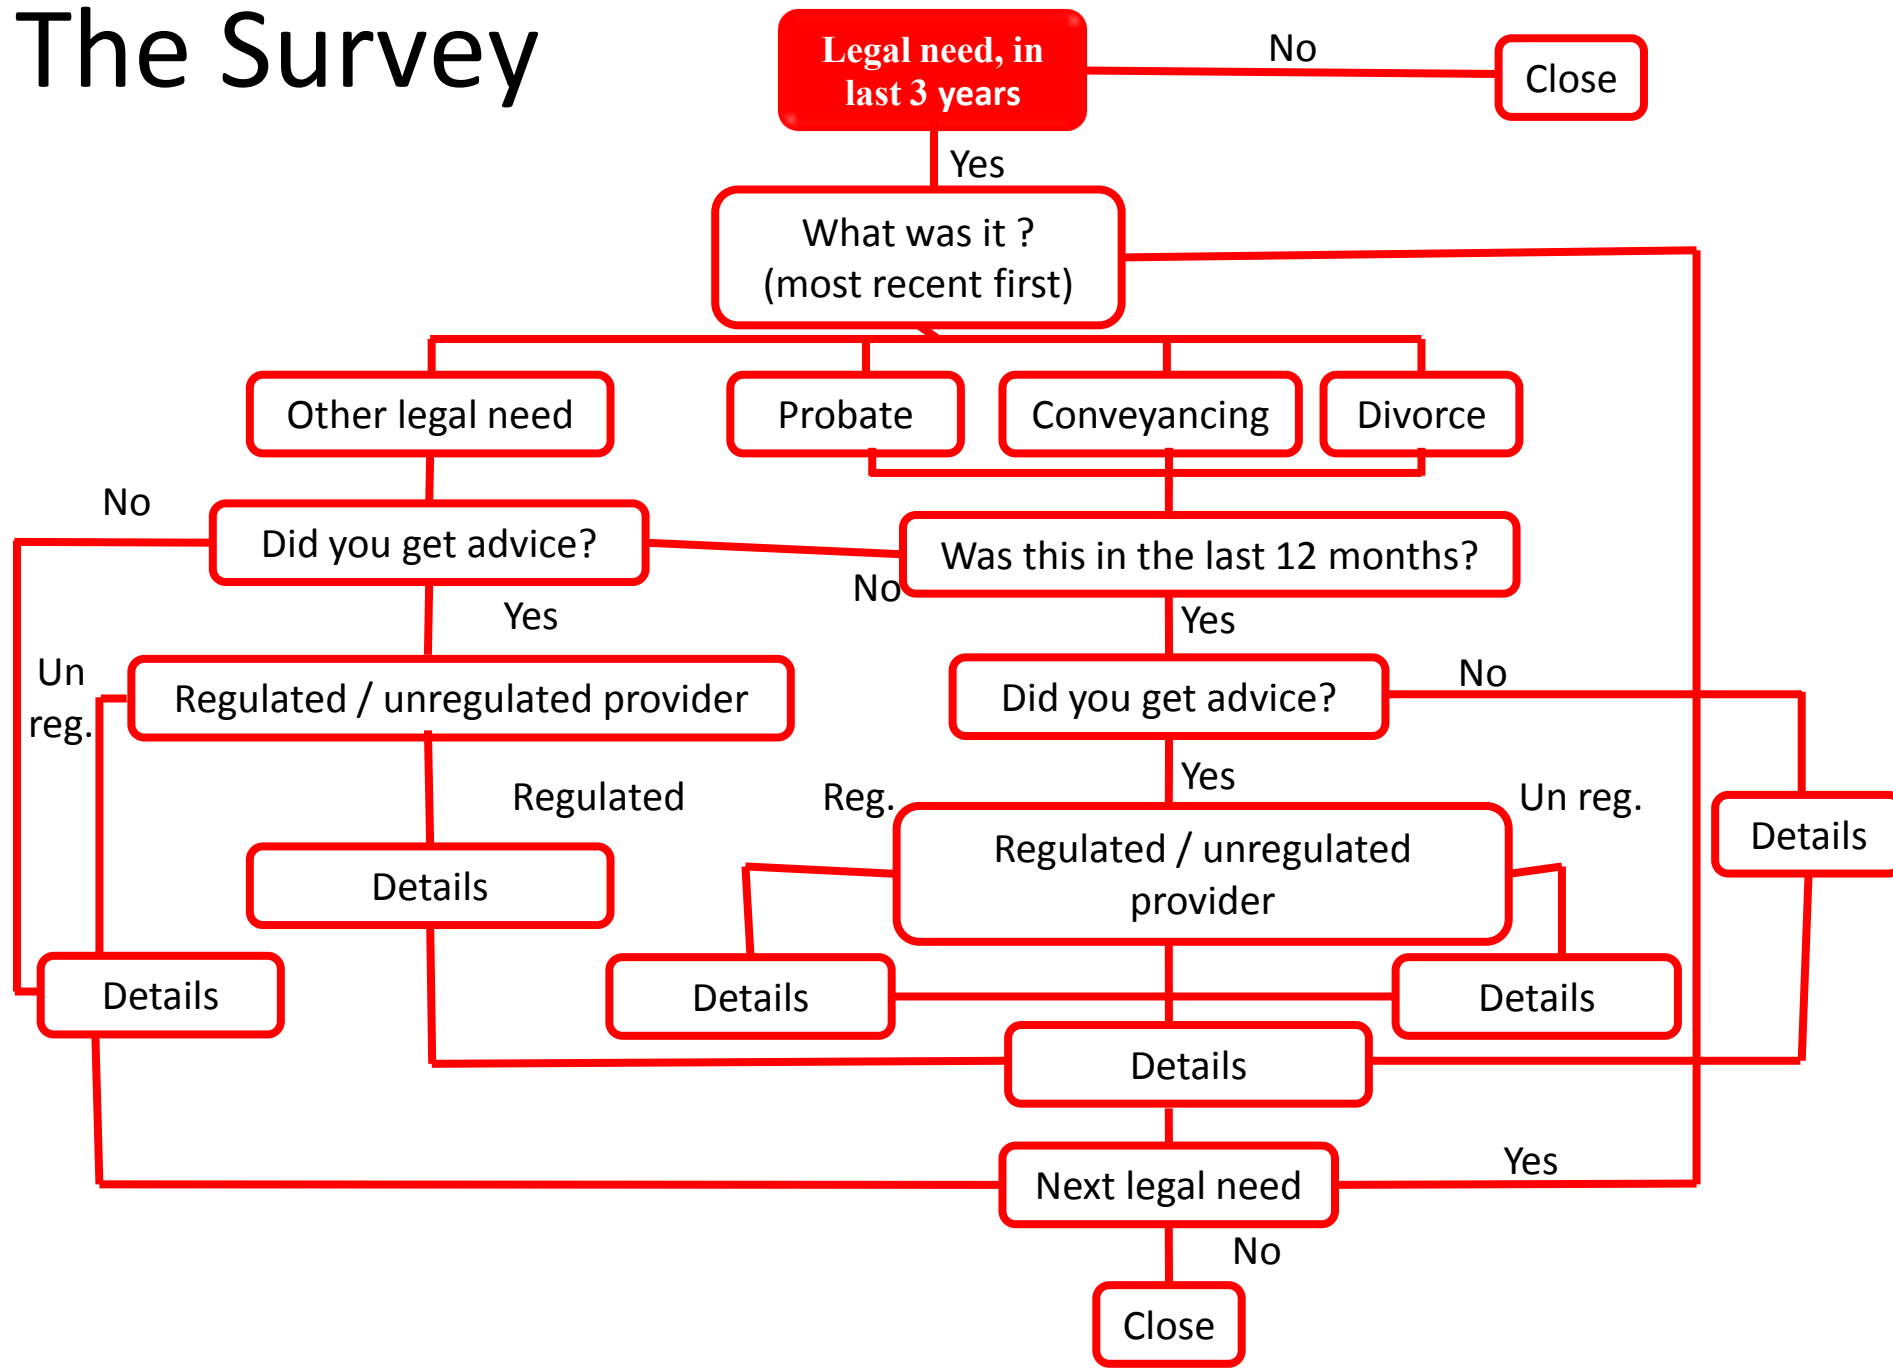 The Survey
Legal need, in
last 3 years
No
Close
Yes
What was it ?
(most recent first)
Other legal need
Probate
Conveyancing
Divorce
No
Did you get advice?
Was this in the last 12 months?
No
Yes
Yes
Un
reg.
Regulated / unregulated provider
Did you get advice?
No
Yes
Regulated
Reg.
Un reg.
Regulated / unregulated
provider
Details
Details
Details
Details
Details
Details
Next legal need
Yes
No
Close